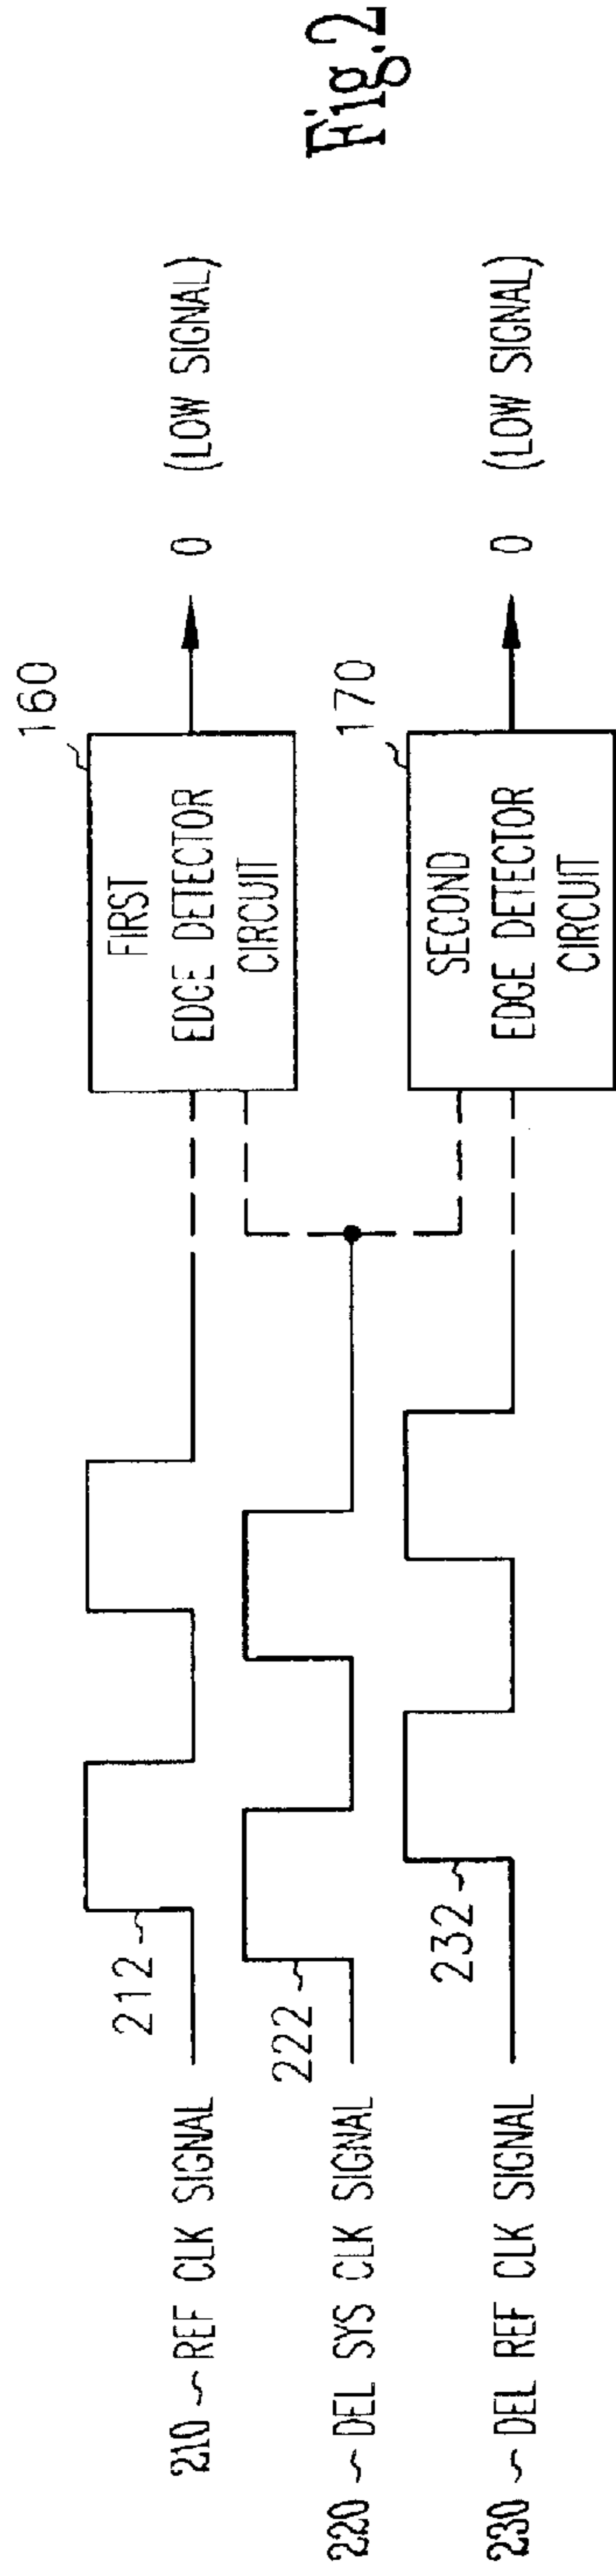 210 ~ REF CLK SIGNAL
212
FIRST
EDGE DETECTOR
CIRCUIT
160
0 (LOW SIGNAL)
220 ~ DEL SYS CLK SIGNAL
222
230 ~ DEL REF CLK SIGNAL
232
SECOND
EDGE DETECTOR
CIRCUIT
170
0 (LOW SIGNAL)
Fig.2